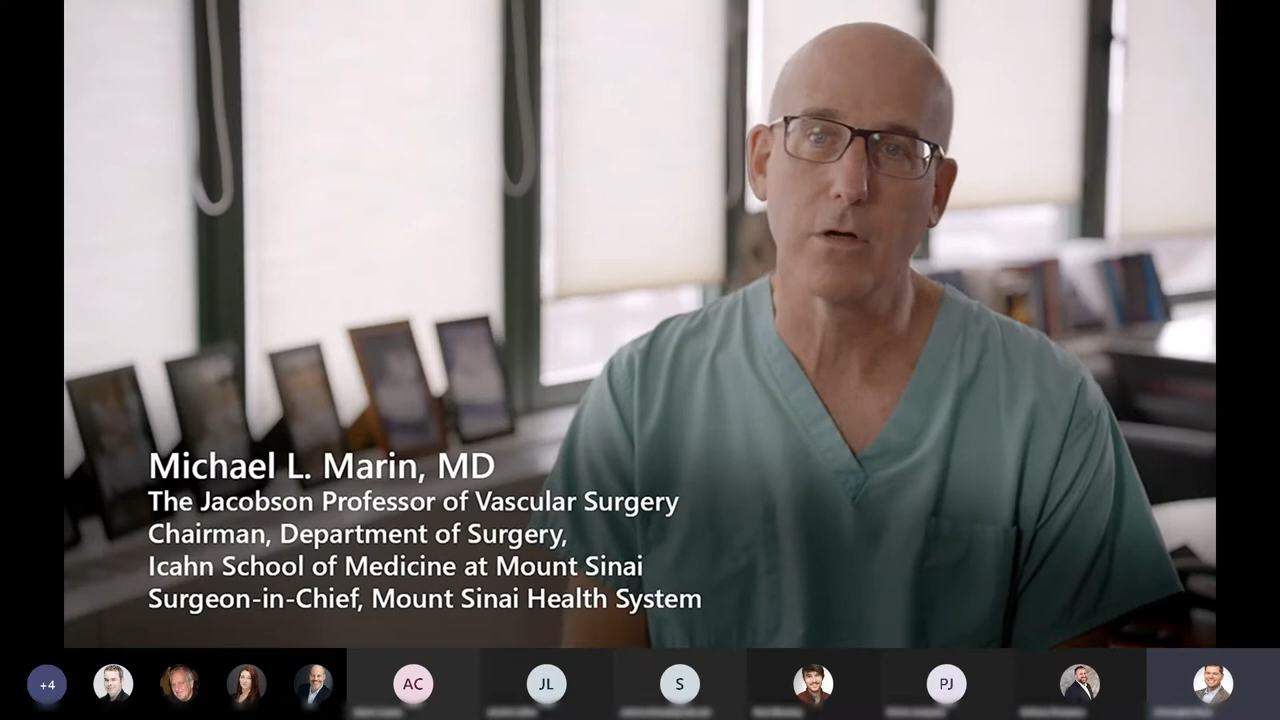 Michael L. Marin, MD
The Jacobson Professor of Vascular Surgery
Chairman, Department of Surgery,
Icahn School of Medicine at Mount Sinai
Surgeon-in-Chief, Mount Sinai Health System
+4
AC
JL
S
PJ